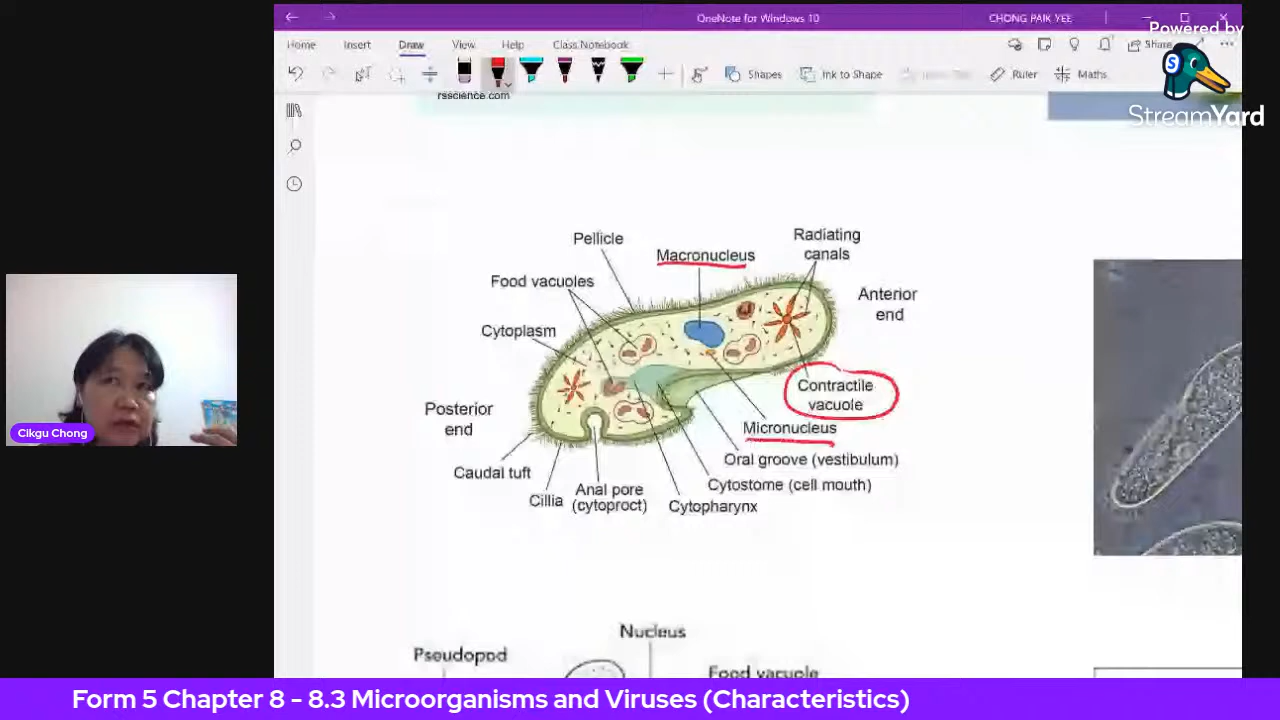 OneNote for Windows 10
CHONG PAIK YEE
Powered by
StreamYard
Home Insert Draw View Help Class Notebook
Share
Shapes Ink to Shape Ruler Maths
rsscience.com
Pellicle
Macronucleus
Radiating
canals
Food vacuoles
Anterior
end
Cytoplasm
Contractile
vacuole
Posterior
end
Micronucleus
Oral groove (vestibulum)
Caudal tuft
Cytostome (cell mouth)
Cillia
Anal pore
(cytoproct)
Cytopharynx
Cikgu Chong
Nucleus
Pseudopod
Food vacuole
Form 5 Chapter 8 - 8.3 Microorganisms and Viruses (Characteristics)